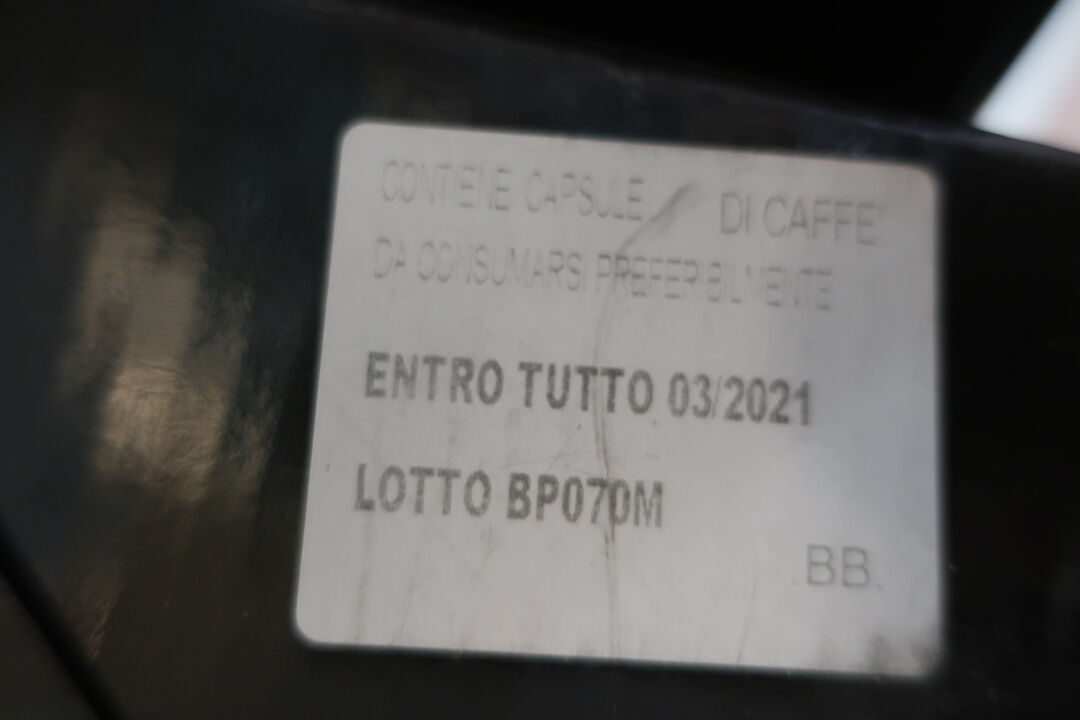 CONTIENE CAPSULE DI CAFFE'
DA CONSUMARSI PREFERIBILMENTE
ENTRO TUTTO 03/2021
LOTTO BP070M
BB.